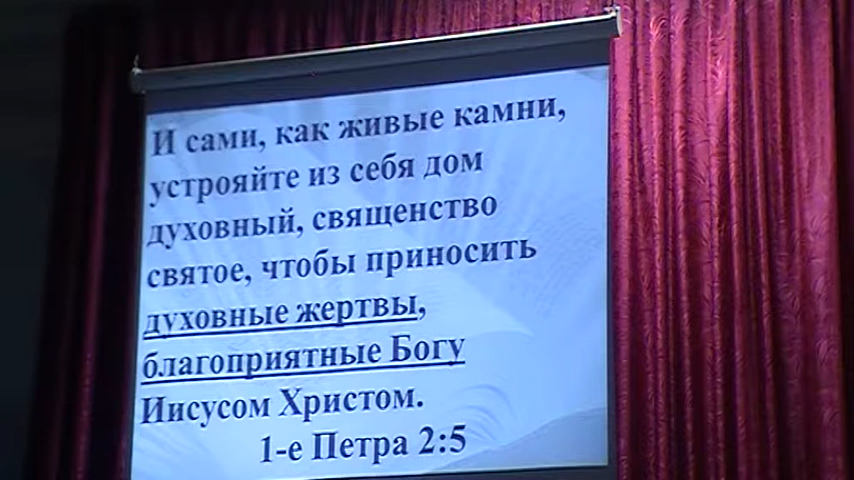 И сами, как живые камни,
устрояйте из себя дом
духовный, священство
святое, чтобы приносить
духовные жертвы,
благоприятные Богу
Иисусом Христом.
1-е Петра 2:5